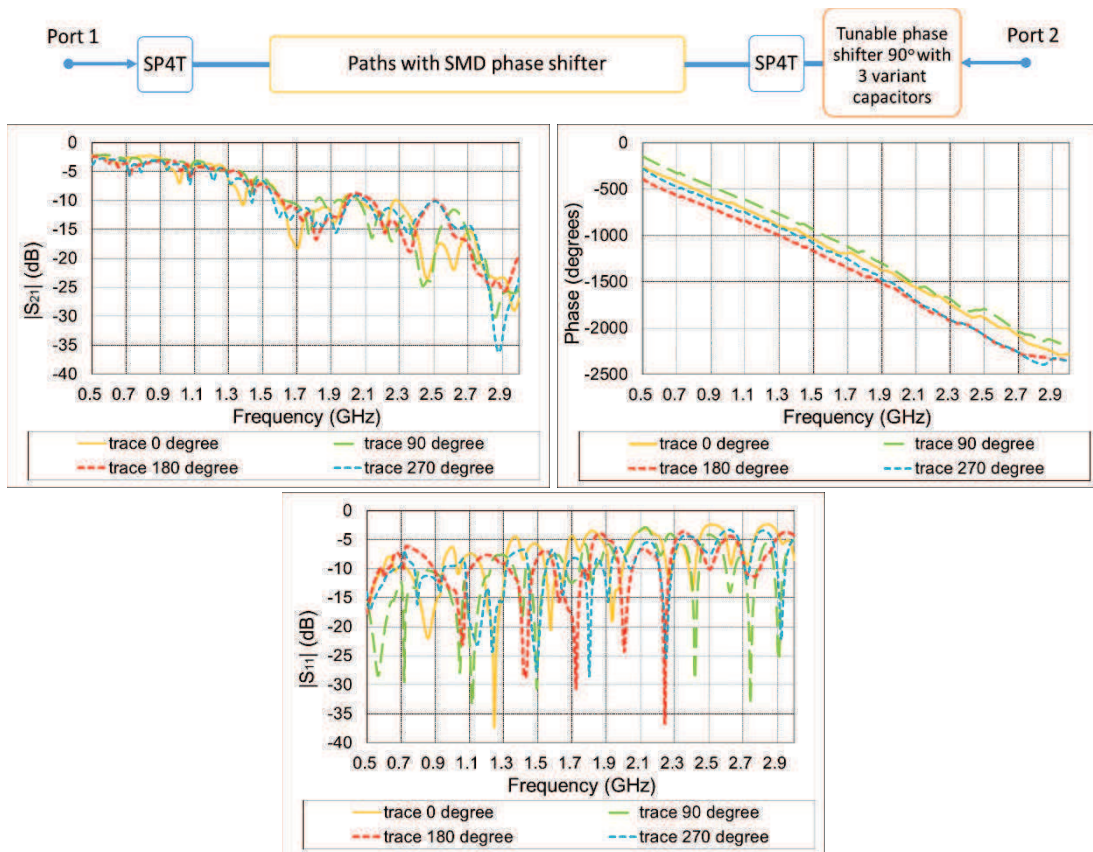 Port 1
SP4T
Paths with SMD phase shifter
SP4T
Tunable phase
shifter 90° with
3 variant
capacitors
Port 2
|S21| (dB)
0
-5
-10
-15
-20
-25
-30
-35
-40
0.5 0.7 0.9 1.1 1.3 1.5 1.7 1.9 2.1 2.3 2.5 2.7 2.9
Frequency (GHz)
trace 0 degree
trace 90 degree
trace 180 degree
trace 270 degree
Phase (degrees)
0
-500
-1000
-1500
-2000
-2500
0.5 0.7 0.9 1.1 1.3 1.5 1.7 1.9 2.1 2.3 2.5 2.7 2.9
Frequency (GHz)
trace 0 degree
trace 90 degree
trace 180 degree
trace 270 degree
|S11| (dB)
0
-5
-10
-15
-20
-25
-30
-35
-40
0.5 0.7 0.9 1.1 1.3 1.5 1.7 1.9 2.1 2.3 2.5 2.7 2.9
Frequency (GHz)
trace 0 degree
trace 90 degree
trace 180 degree
trace 270 degree